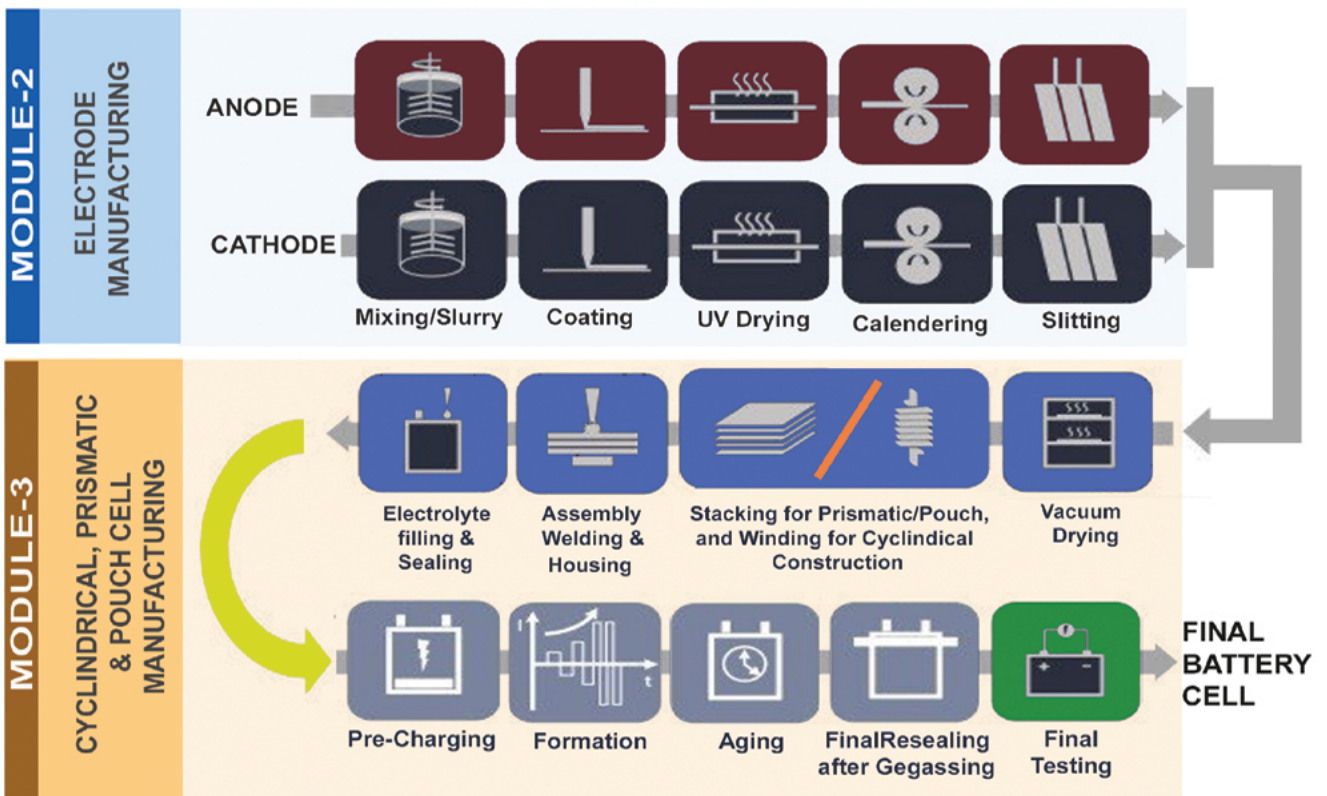 MODULE-2
ELECTRODE
MANUFACTURING
ANODE
CATHODE
Mixing/Slurry
Coating
UV Drying
Calendering
Slitting
MODULE-3
CYCLINDRICAL, PRISMATIC
& POUCH CELL
MANUFACTURING
Electrolyte
filling &
Sealing
Assembly
Welding &
Housing
Stacking for Prismatic/Pouch,
and Winding for Cyclindical
Construction
Vacuum
Drying
I
t
+ −
Pre-Charging
Formation
Aging
FinalResealing
after Gegassing
Final
Testing
FINAL
BATTERY
CELL